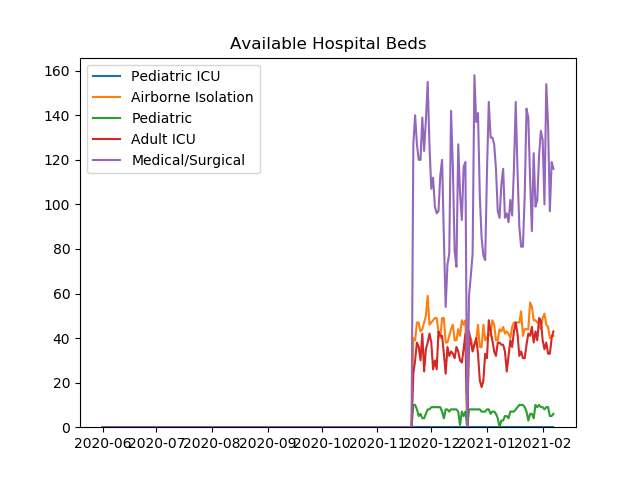 Available Hospital Beds
Pediatric ICU
Airborne Isolation
Pediatric
Adult ICU
Medical/Surgical
160
140
120
100
80
60
40
20
0
2020-06 2020-07 2020-08 2020-09 2020-10 2020-11 2020-12 2021-01 2021-02